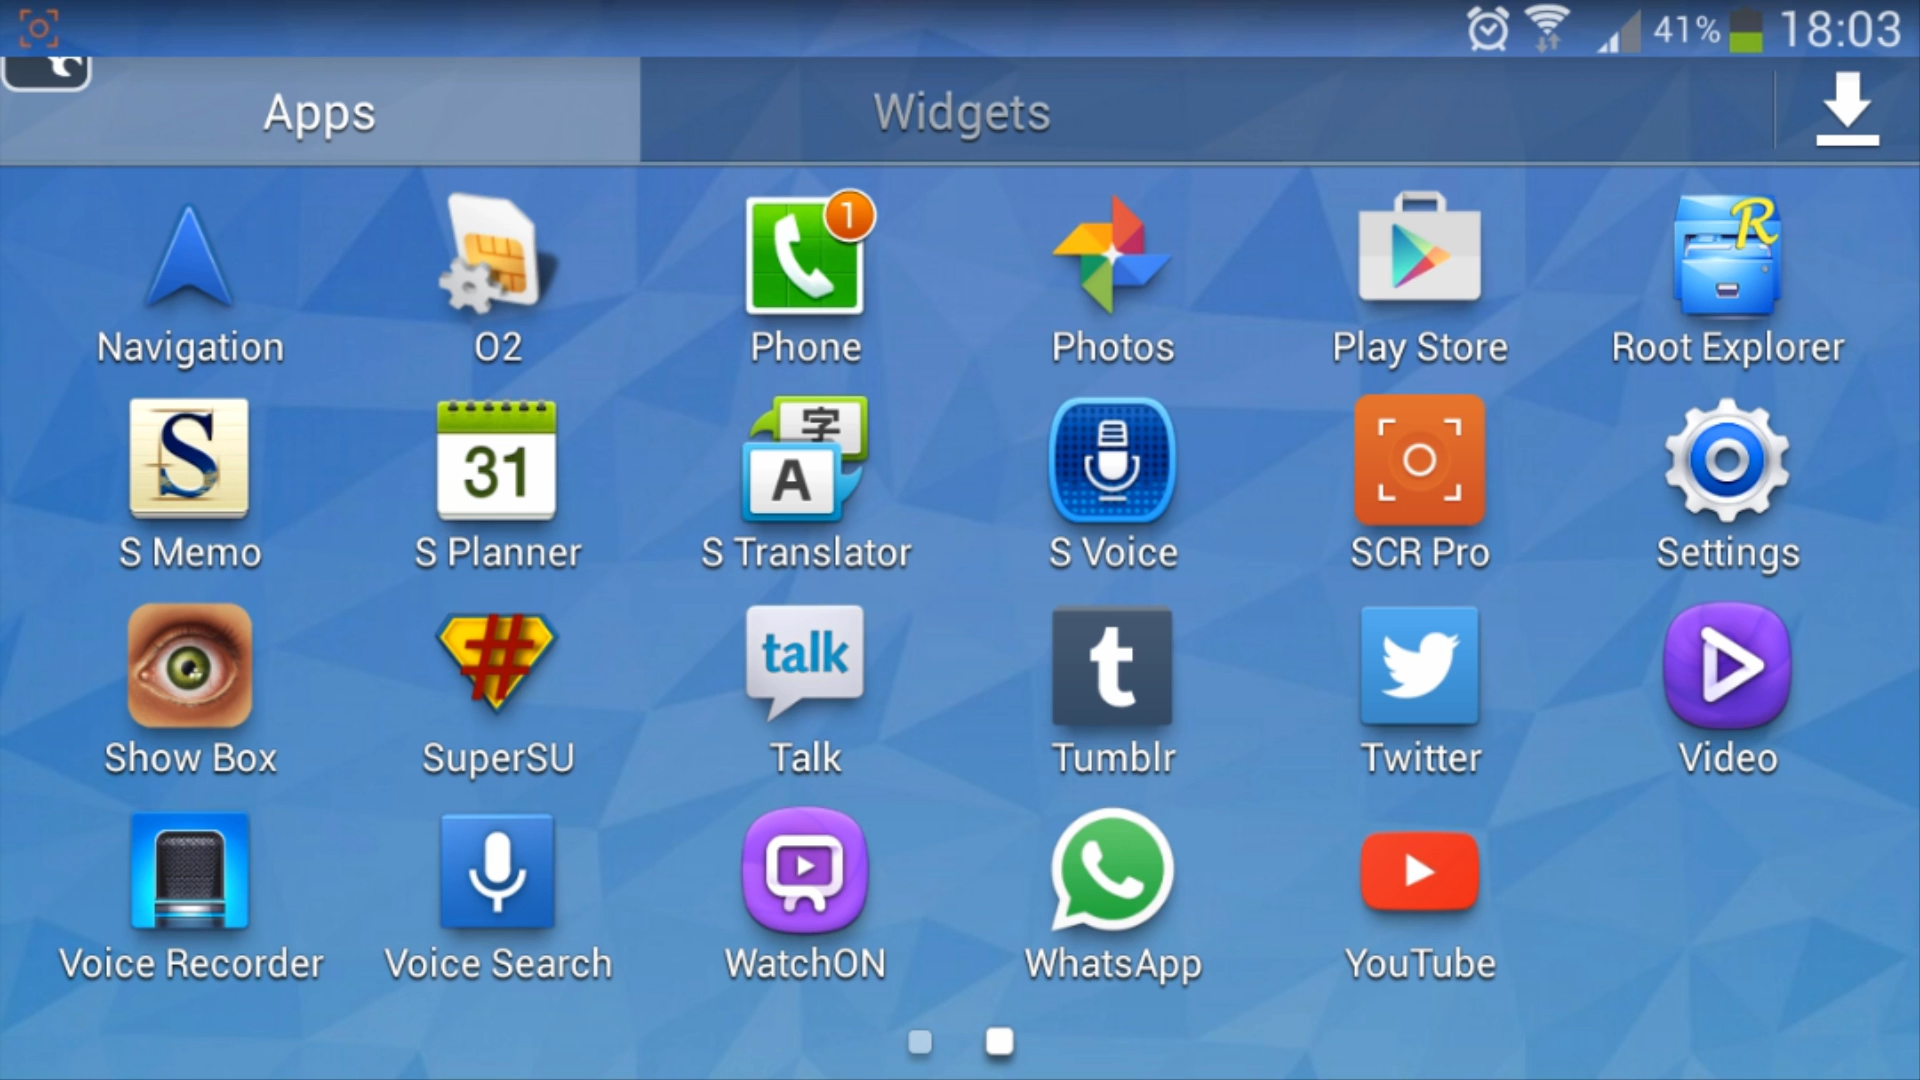 41% 18:03
Apps Widgets
1
Navigation O2 Phone Photos Play Store Root Explorer
S 31 字 A
S Memo S Planner S Translator S Voice SCR Pro Settings
# talk t
Show Box SuperSU Talk Tumblr Twitter Video
Voice Recorder Voice Search WatchON WhatsApp YouTube